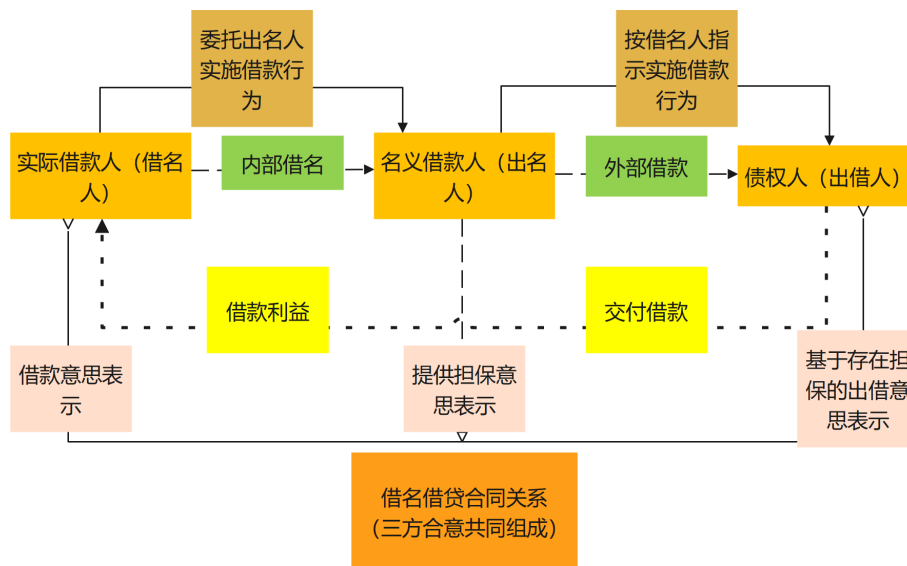 委托出名人
实施借款行
为
按借名人指
示实施借款
行为
实际借款人（借名
人）
内部借名
名义借款人（出名
人）
外部借款
债权人（出借人）
借款利益
交付借款
借款意思表
示
提供担保意
思表示
基于存在担
保的出借意
思表示
借名借贷合同关系
（三方合意共同组成）